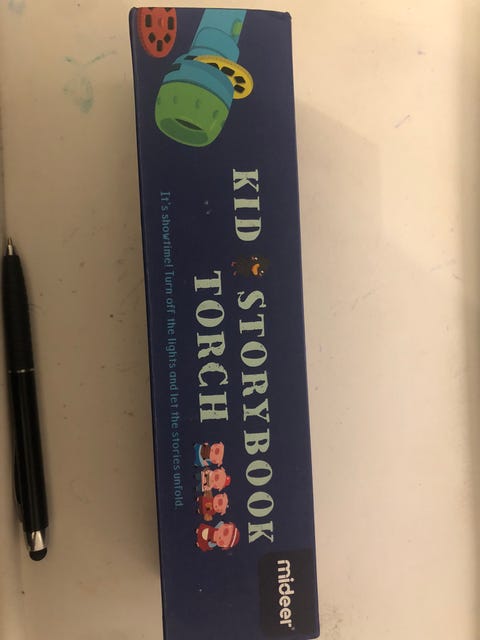 KID STORYBOOK
TORCH
It's showtime! Turn off the lights and let the stories unfold.
mideer